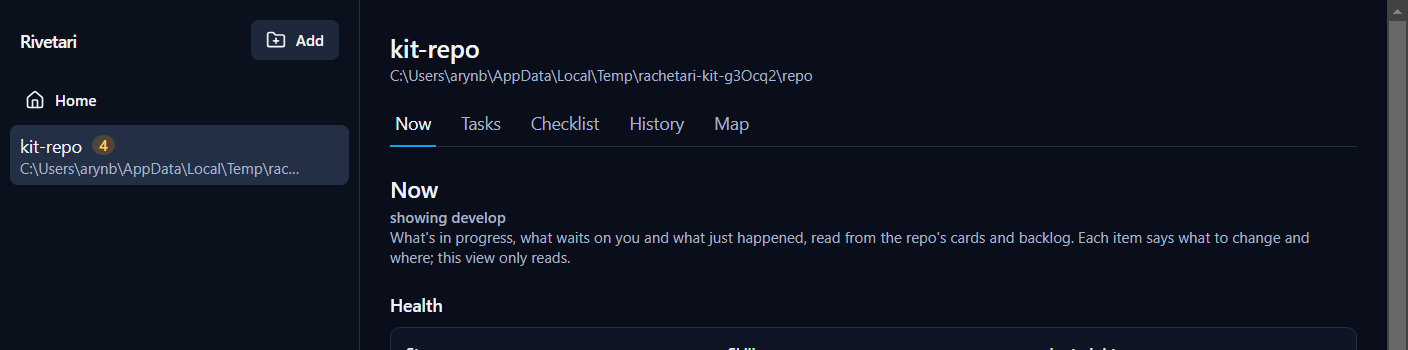 Rivetari
Add
Home
kit-repo 4
C:\Users\arynb\AppData\Local\Temp\rac...
kit-repo
C:\Users\arynb\AppData\Local\Temp\rachetari-kit-g3Ocq2\repo
Now Tasks Checklist History Map
Now
showing develop
What's in progress, what waits on you and what just happened, read from the repo's cards and backlog. Each item says what to change and
where; this view only reads.
Health